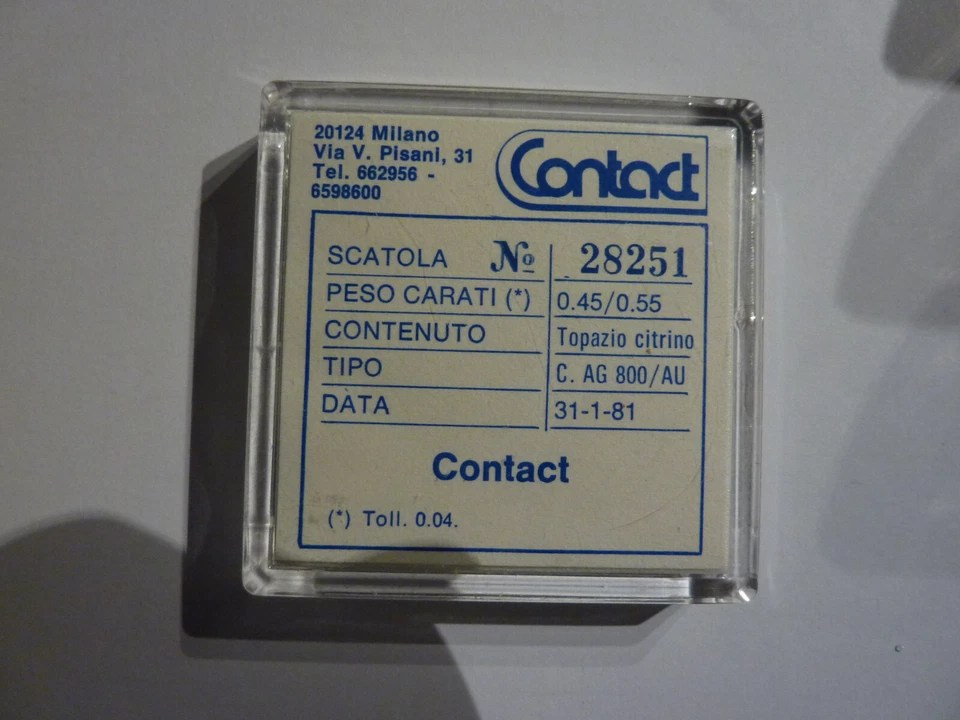 20124 Milano
Via V. Pisani, 31
Tel. 662956 -
6598600
Contact
SCATOLA № 28251
PESO CARATI (*) 0.45/0.55
CONTENUTO Topazio citrino
TIPO C. AG 800/AU
DATA 31-1-81
Contact
(*) Toll. 0.04.